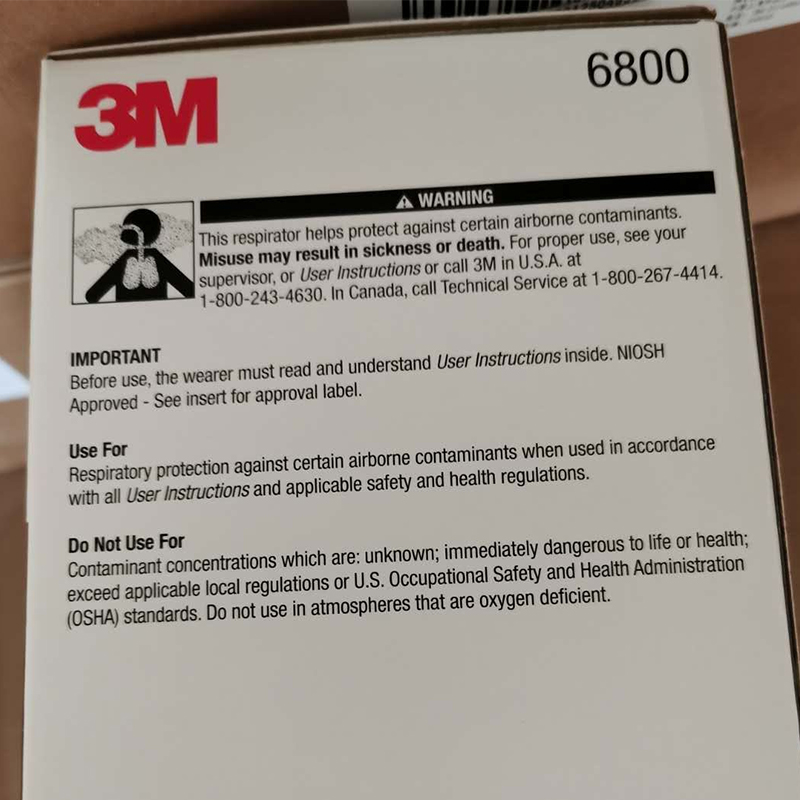 3M
6800
WARNING
This respirator helps protect against certain airborne contaminants.
Misuse may result in sickness or death. For proper use, see your
supervisor, or User Instructions or call 3M in U.S.A. at
1-800-243-4630. In Canada, call Technical Service at 1-800-267-4414.
IMPORTANT
Before use, the wearer must read and understand User Instructions inside. NIOSH
Approved - See insert for approval label.
Use For
Respiratory protection against certain airborne contaminants when used in accordance
with all User Instructions and applicable safety and health regulations.
Do Not Use For
Contaminant concentrations which are: unknown; immediately dangerous to life or health;
exceed applicable local regulations or U.S. Occupational Safety and Health Administration
(OSHA) standards. Do not use in atmospheres that are oxygen deficient.